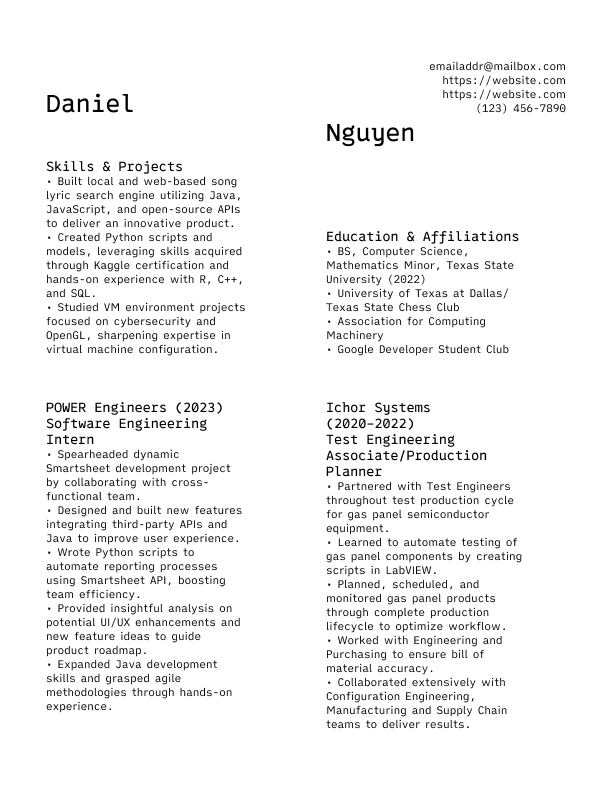 emailaddr@mailbox.com
https://website.com
https://website.com
(123) 456-7890
Daniel
Nguyen
Skills & Projects
• Built local and web-based song
lyric search engine utilizing Java,
JavaScript, and open-source APIs
to deliver an innovative product.
• Created Python scripts and
models, leveraging skills acquired
through Kaggle certification and
hands-on experience with R, C++,
and SQL.
• Studied VM environment projects
focused on cybersecurity and
OpenGL, sharpening expertise in
virtual machine configuration.
Education & Affiliations
• BS, Computer Science,
Mathematics Minor, Texas State
University (2022)
• University of Texas at Dallas/
Texas State Chess Club
• Association for Computing
Machinery
• Google Developer Student Club
POWER Engineers (2023)
Software Engineering
Intern
• Spearheaded dynamic
Smartsheet development project
by collaborating with cross-
functional team.
• Designed and built new features
integrating third-party APIs and
Java to improve user experience.
• Wrote Python scripts to
automate reporting processes
using Smartsheet API, boosting
team efficiency.
• Provided insightful analysis on
potential UI/UX enhancements and
new feature ideas to guide
product roadmap.
• Expanded Java development
skills and grasped agile
methodologies through hands-on
experience.
Ichor Systems
(2020–2022)
Test Engineering
Associate/Production
Planner
• Partnered with Test Engineers
throughout test production cycle
for gas panel semiconductor
equipment.
• Learned to automate testing of
gas panel components by creating
scripts in LabVIEW.
• Planned, scheduled, and
monitored gas panel products
through complete production
lifecycle to optimize workflow.
• Worked with Engineering and
Purchasing to ensure bill of
material accuracy.
• Collaborated extensively with
Configuration Engineering,
Manufacturing and Supply Chain
teams to deliver results.